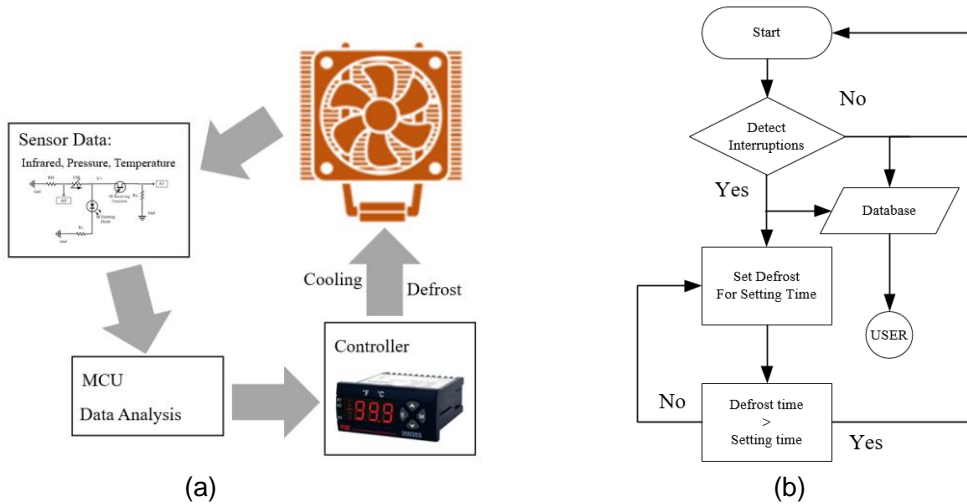 Sensor Data:
Infrared, Pressure, Temperature
Cooling
Defrost
MCU
Data Analysis
Controller
°F °C
999
(a)
Start
No
Detect
Interruptions
Yes
Database
Set Defrost
For Setting Time
USER
No
Defrost time
>
Setting time
Yes
(b)